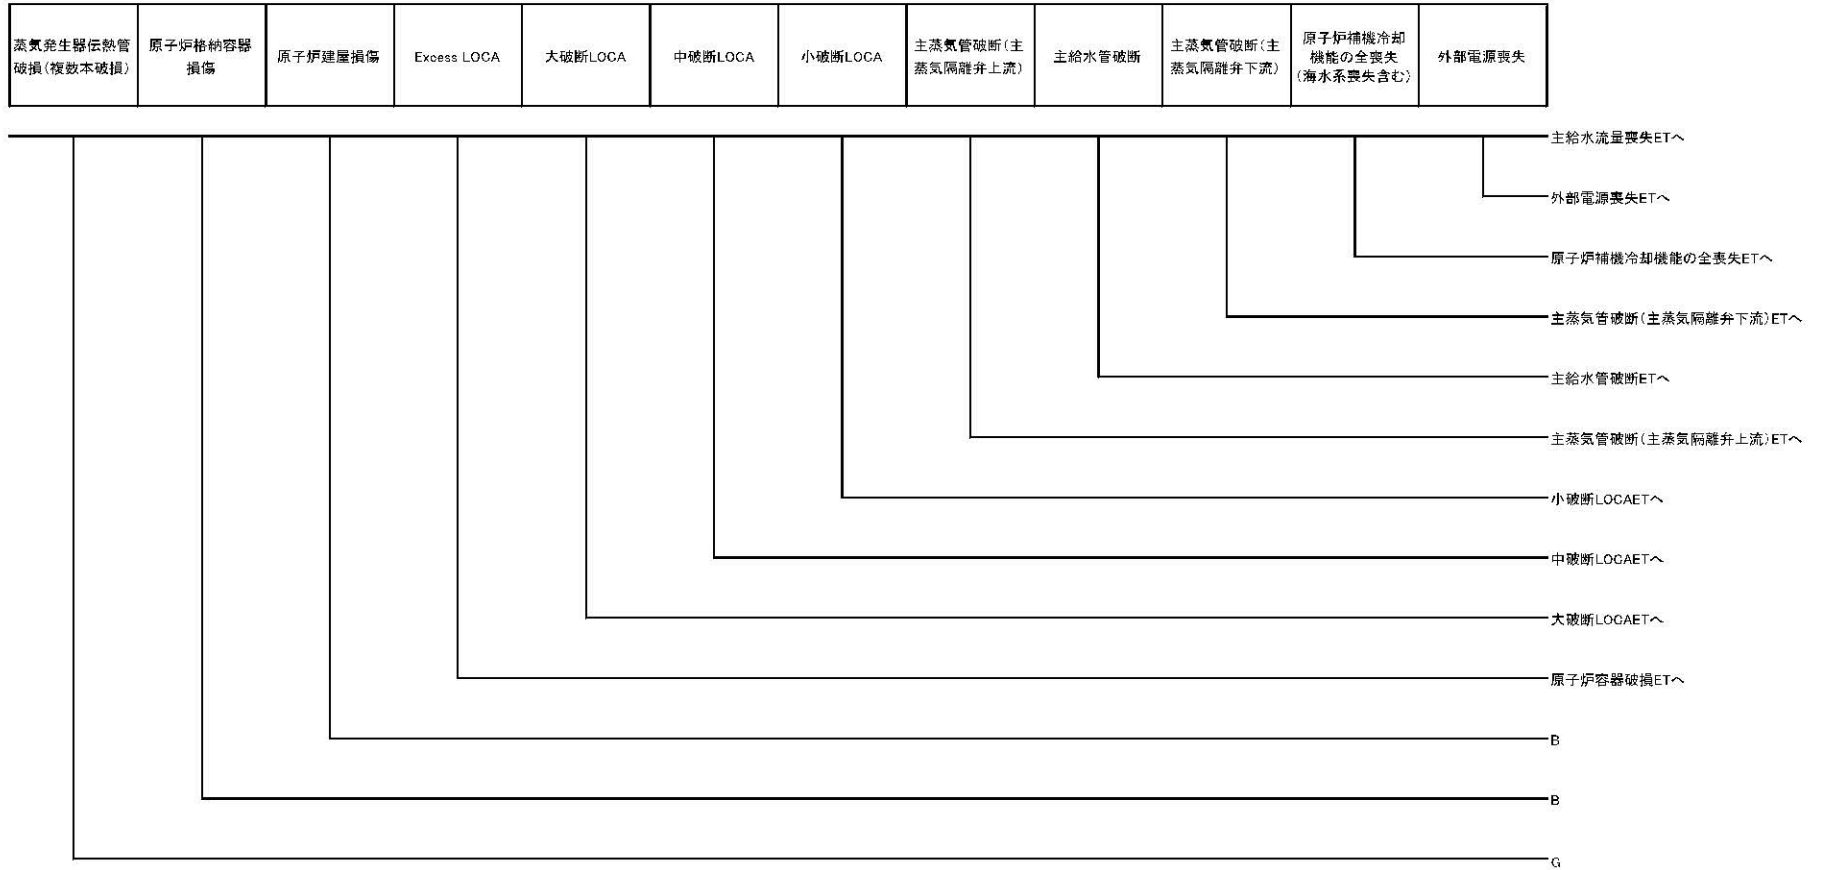 蒸気発生器伝熱管
破損(複数本破損)
原子炉格納容器
損傷
原子炉建屋損傷
Excess LOCA
大破断LOCA
中破断LOCA
小破断LOCA
主蒸気管破断(主
蒸気隔離弁上流)
主給水管破断
主蒸気管破断(主
蒸気隔離弁下流)
原子炉補機冷却
機能の全喪失
(海水系喪失含む)
外部電源喪失
主給水流量喪失ETへ
外部電源喪失ETへ
原子炉補機冷却機能の全喪失ETへ
主蒸気管破断(主蒸気隔離弁下流)ETへ
主給水管破断ETへ
主蒸気管破断(主蒸気隔離弁上流)ETへ
小破断LOCAETへ
中破断LOCAETへ
大破断LOCAETへ
原子炉容器破損ETへ
B
B
G